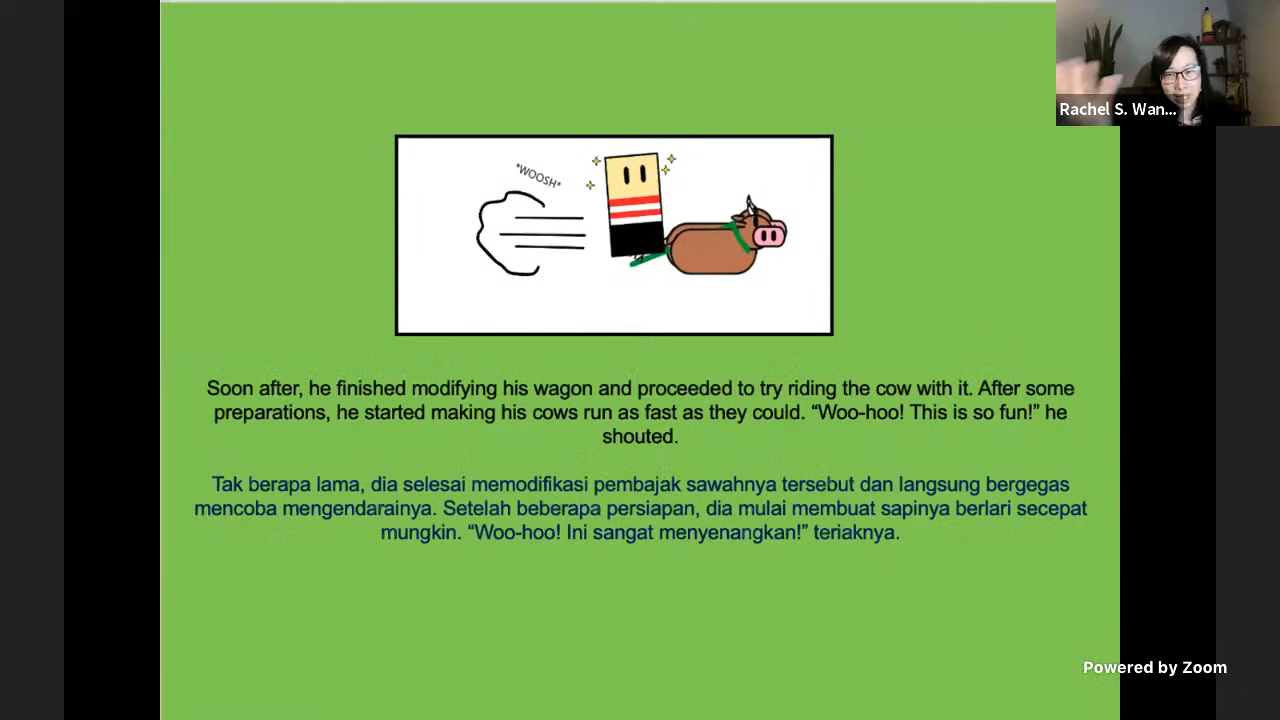 Rachel S. Wan...
*WOOSH*
Soon after, he finished modifying his wagon and proceeded to try riding the cow with it. After some
preparations, he started making his cows run as fast as they could. “Woo-hoo! This is so fun!” he
shouted.
Tak berapa lama, dia selesai memodifikasi pembajak sawahnya tersebut dan langsung bergegas
mencoba mengendarainya. Setelah beberapa persiapan, dia mulai membuat sapinya berlari secepat
mungkin. “Woo-hoo! Ini sangat menyenangkan!” teriaknya.
Powered by Zoom